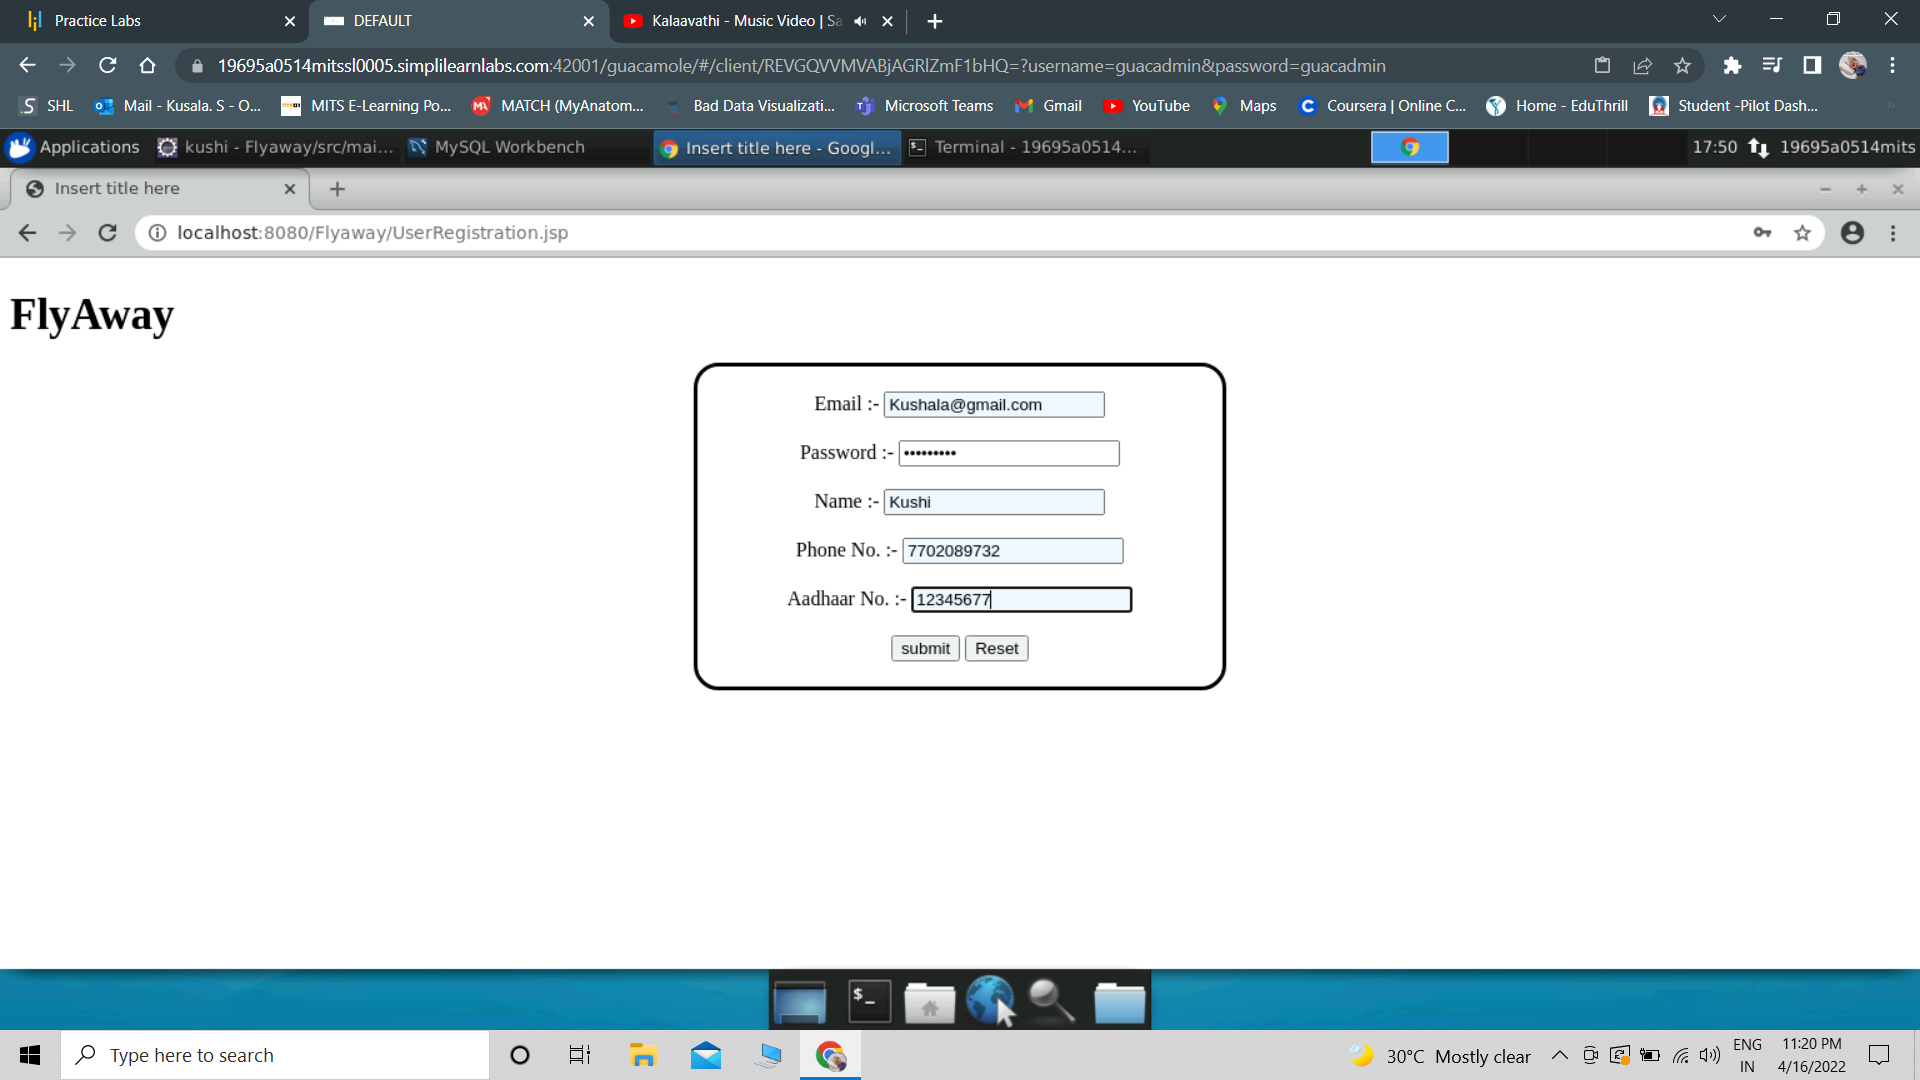 Practice Labs
DEFAULT
Kalaavathi - Music Video | Sa
19695a0514mitssl0005.simplilearnlabs.com:42001/guacamole/#/client/REVGQVVMVABjAGRlZmF1bHQ=?username=guacadmin&password=guacadmin
SHL
Mail - Kusala. S - O...
MITS E-Learning Po...
MATCH (MyAnatom...
Bad Data Visualizati...
Microsoft Teams
Gmail
YouTube
Maps
Coursera | Online C...
Home - EduThrill
Student -Pilot Dash...
Applications
kushi - Flyaway/src/mai...
MySQL Workbench
Insert title here - Googl...
Terminal - 19695a0514...
17:50
19695a0514mits
Insert title here
localhost:8080/Flyaway/UserRegistration.jsp
FlyAway
Email :- Kushala@gmail.com
Password :- •••••••••
Name :- Kushi
Phone No. :- 7702089732
Aadhaar No. :- 12345677
submit Reset
Type here to search
30°C Mostly clear
ENG
IN
11:20 PM
4/16/2022